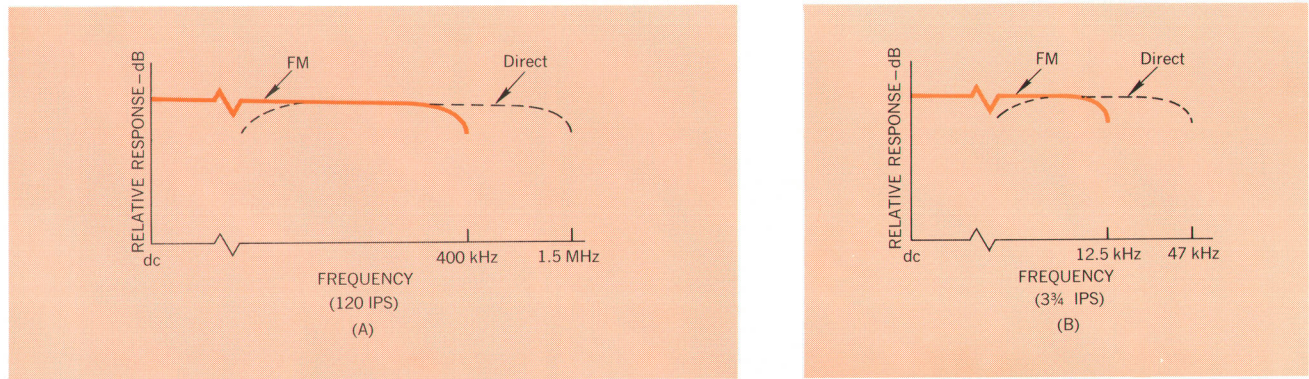 RELATIVE RESPONSE–dB
FM
Direct
dc
400 kHz
1.5 MHz
FREQUENCY
(120 IPS)
(A)
RELATIVE RESPONSE–dB
FM
Direct
dc
12.5 kHz
47 kHz
FREQUENCY
(3¾ IPS)
(B)